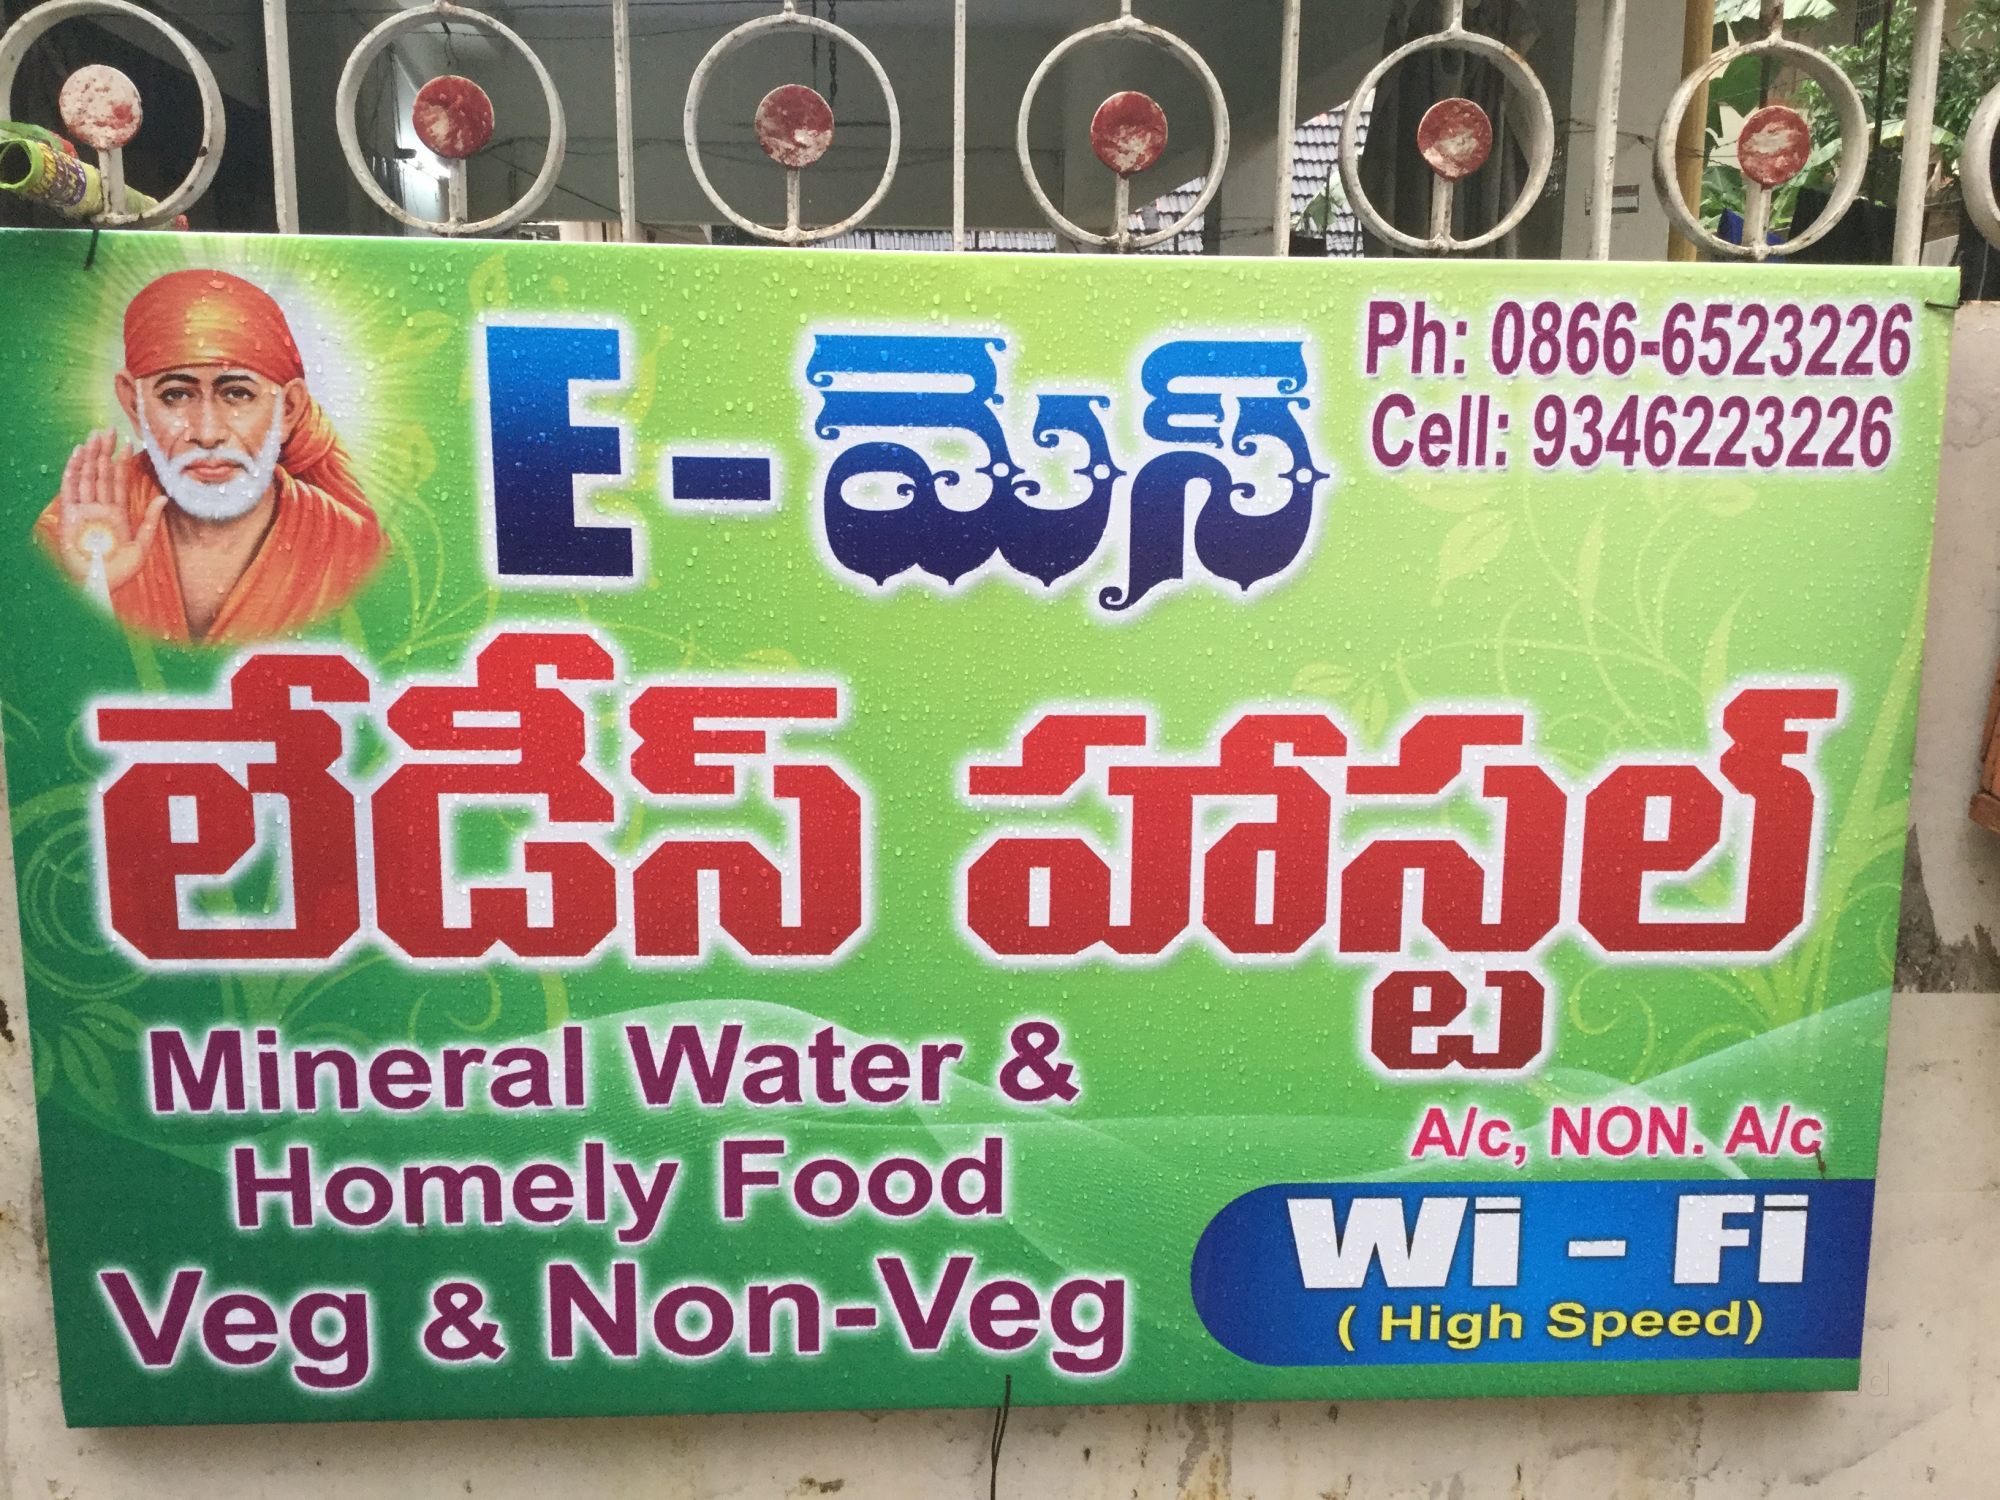 E - మెస్
Ph: 0866-6523226
Cell: 9346223226
లేడీస్ హాస్టల్
Mineral Water &
Homely Food
Veg & Non-Veg
A/c, NON. A/c
Wi - Fi
( High Speed)